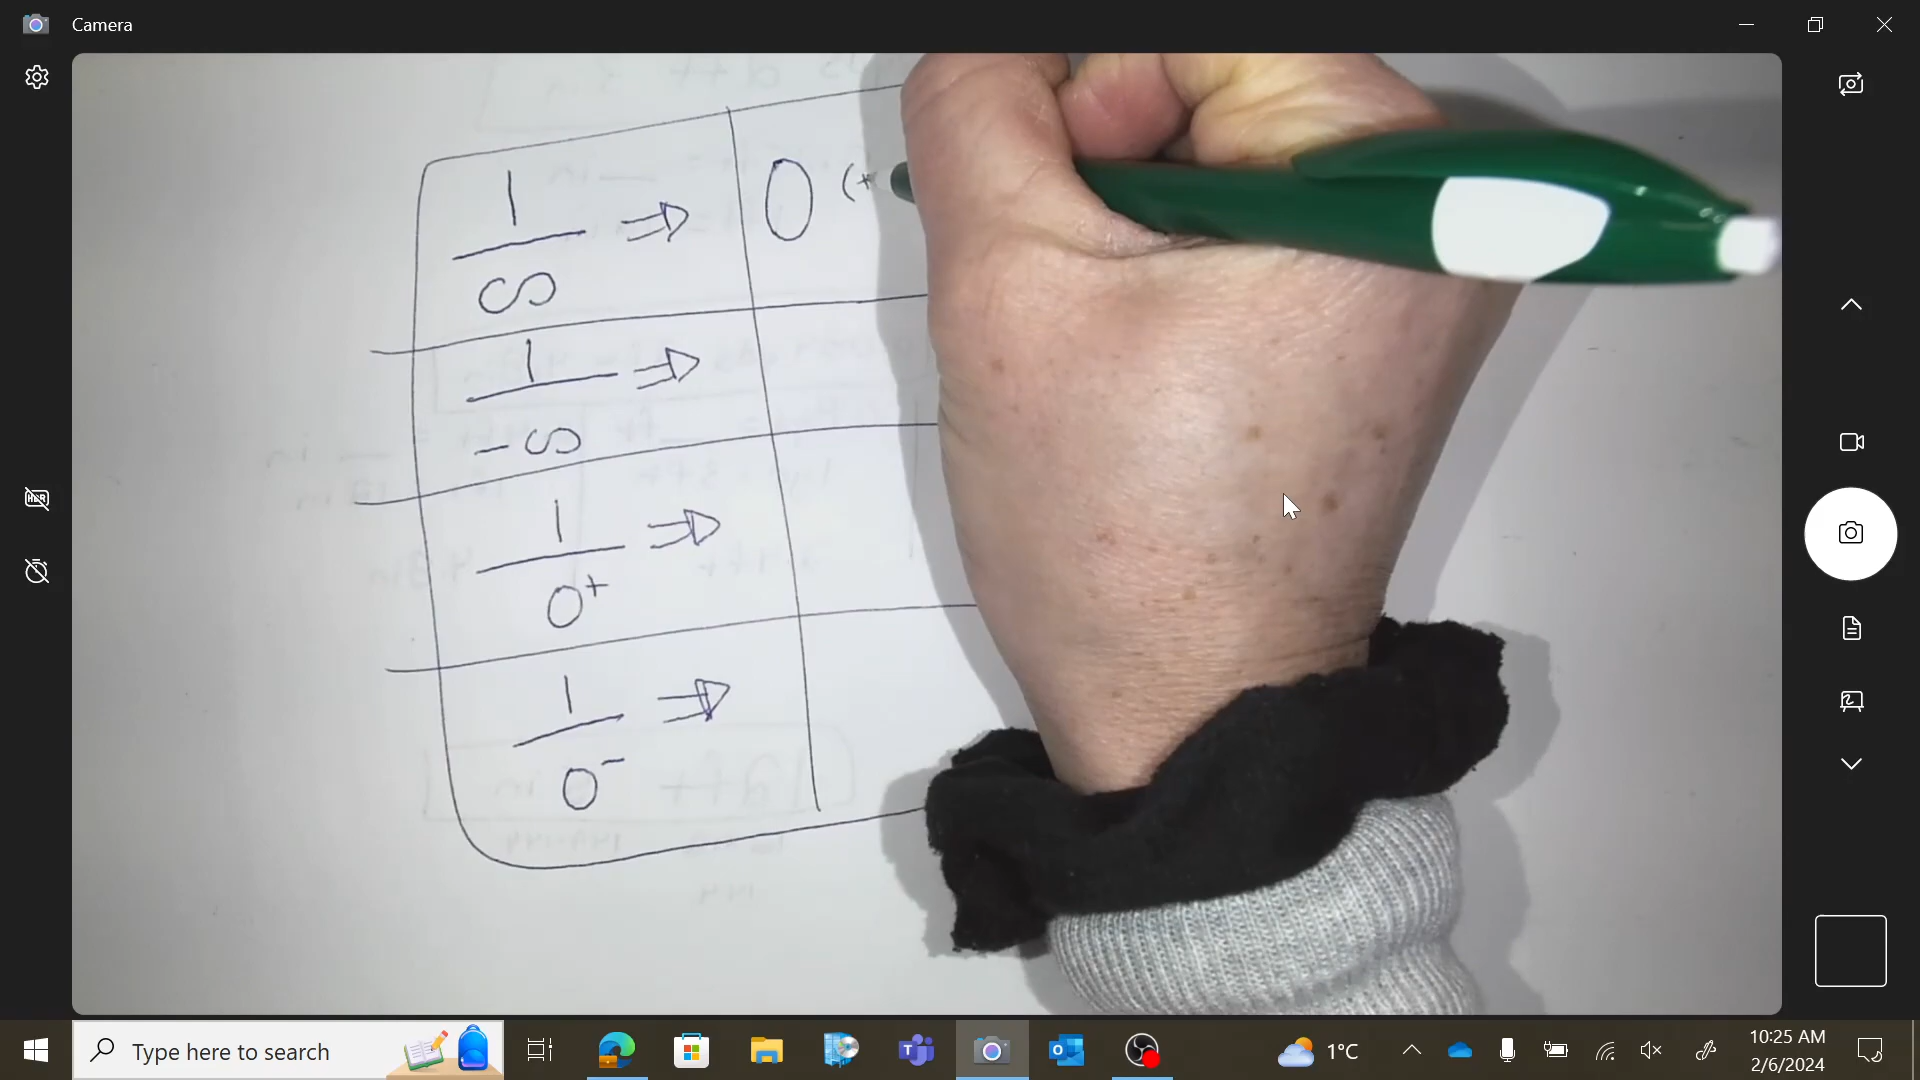 Camera
1
∞ ⇒ 0 (+
1
-∞ ⇒
1
0⁺ ⇒
1
0⁻ ⇒
Type here to search
1°C
10:25 AM
2/6/2024